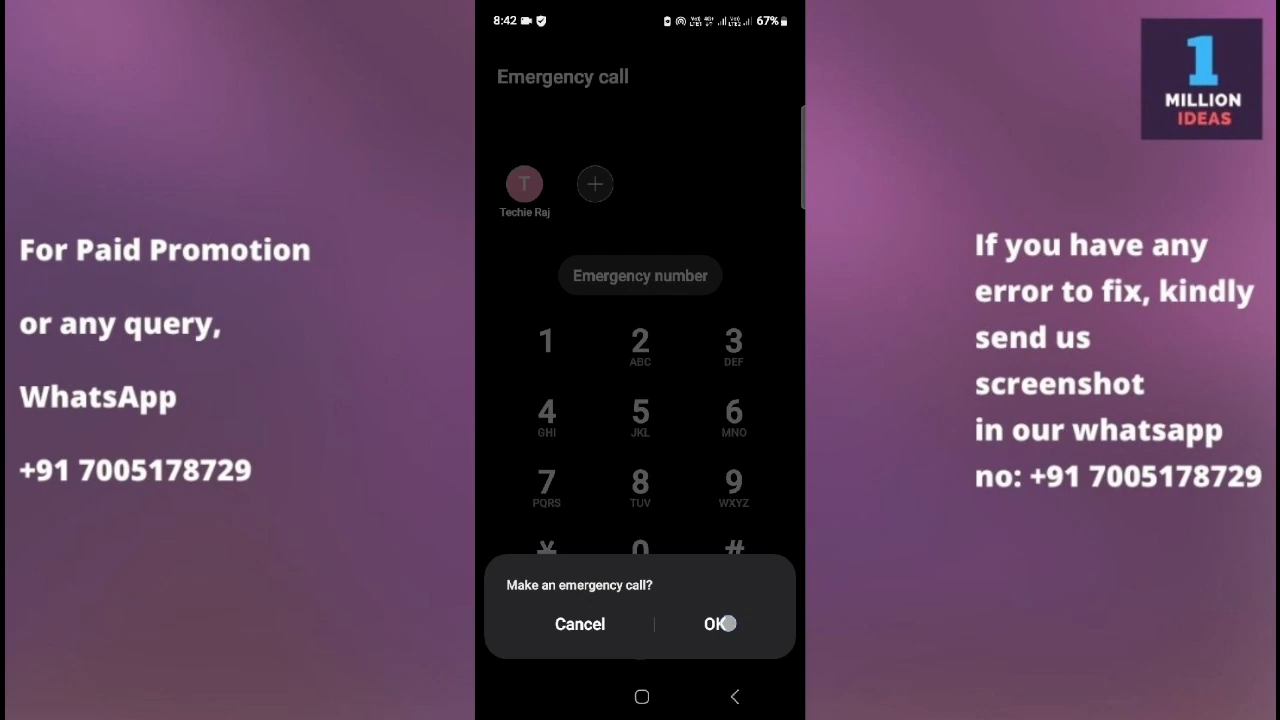 For Paid Promotion
or any query,
WhatsApp
+91 7005178729
8:42
67%
Emergency call
T
Techie Raj
Emergency number
1
2
ABC
3
DEF
4
GHI
5
JKL
6
MNO
7
PQRS
8
TUV
9
WXYZ
*
0
#
Make an emergency call?
Cancel
OK
1
MILLION
IDEAS
If you have any
error to fix, kindly
send us
screenshot
in our whatsapp
no: +91 7005178729